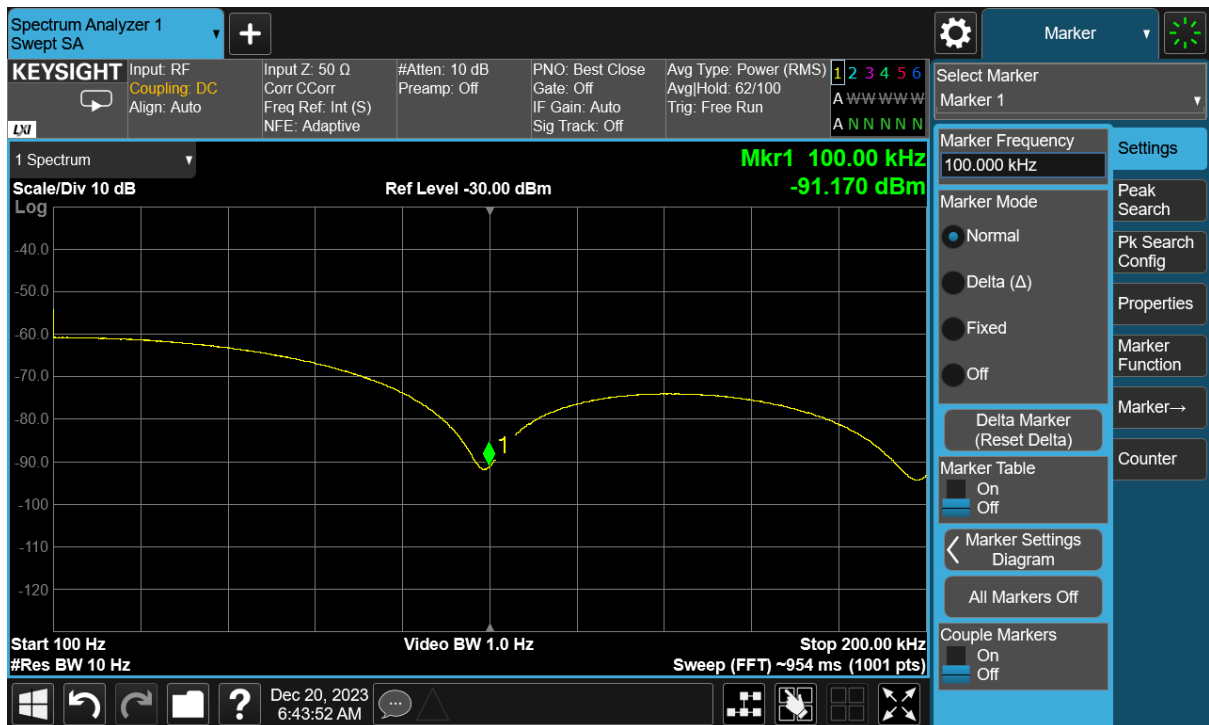 Spectrum Analyzer 1
Swept SA
Marker
KEYSIGHT
LXI
Input: RF
Coupling: DC
Align: Auto
Input Z: 50 Ω
Corr CCorr
Freq Ref: Int (S)
NFE: Adaptive
#Atten: 10 dB
Preamp: Off
PNO: Best Close
Gate: Off
IF Gain: Auto
Sig Track: Off
Avg Type: Power (RMS)
Avg|Hold: 62/100
Trig: Free Run
1 2 3 4 5 6
A W W W W W
A N N N N N
1 Spectrum
Mkr1 100.00 kHz
-91.170 dBm
Scale/Div 10 dB
Ref Level -30.00 dBm
Log
-40.0
-50.0
-60.0
-70.0
-80.0
-90.0
-100
-110
-120
1
Start 100 Hz
Video BW 1.0 Hz
Stop 200.00 kHz
#Res BW 10 Hz
Sweep (FFT) ~954 ms (1001 pts)
Select Marker
Marker 1
Marker Frequency
100.000 kHz
Marker Mode
Normal
Delta (Δ)
Fixed
Off
Delta Marker
(Reset Delta)
Marker Table
On
Off
Marker Settings
Diagram
All Markers Off
Couple Markers
On
Off
Settings
Peak
Search
Pk Search
Config
Properties
Marker
Function
Marker→
Counter
?
Dec 20, 2023
6:43:52 AM